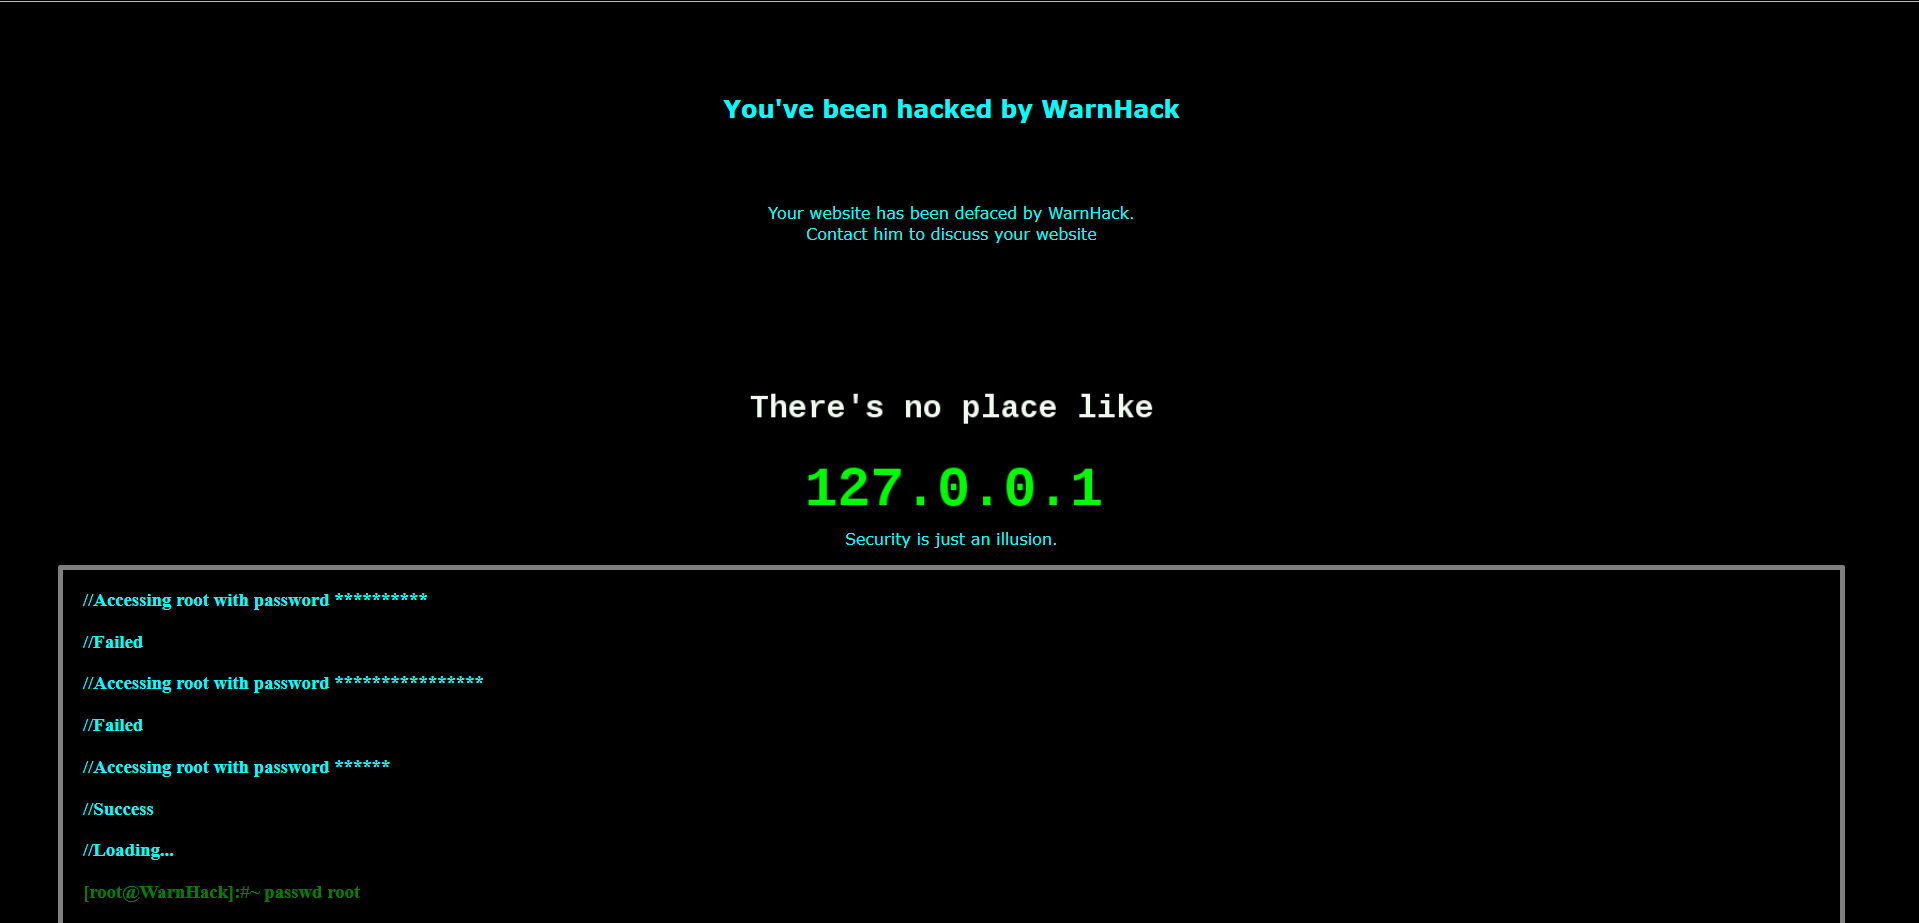 You've been hacked by WarnHack
Your website has been defaced by WarnHack.
Contact him to discuss your website
There's no place like
127.0.0.1
Security is just an illusion.
//Accessing root with password **********
//Failed
//Accessing root with password ****************
//Failed
//Accessing root with password ******
//Success
//Loading...
[root@WarnHack]:#~ passwd root